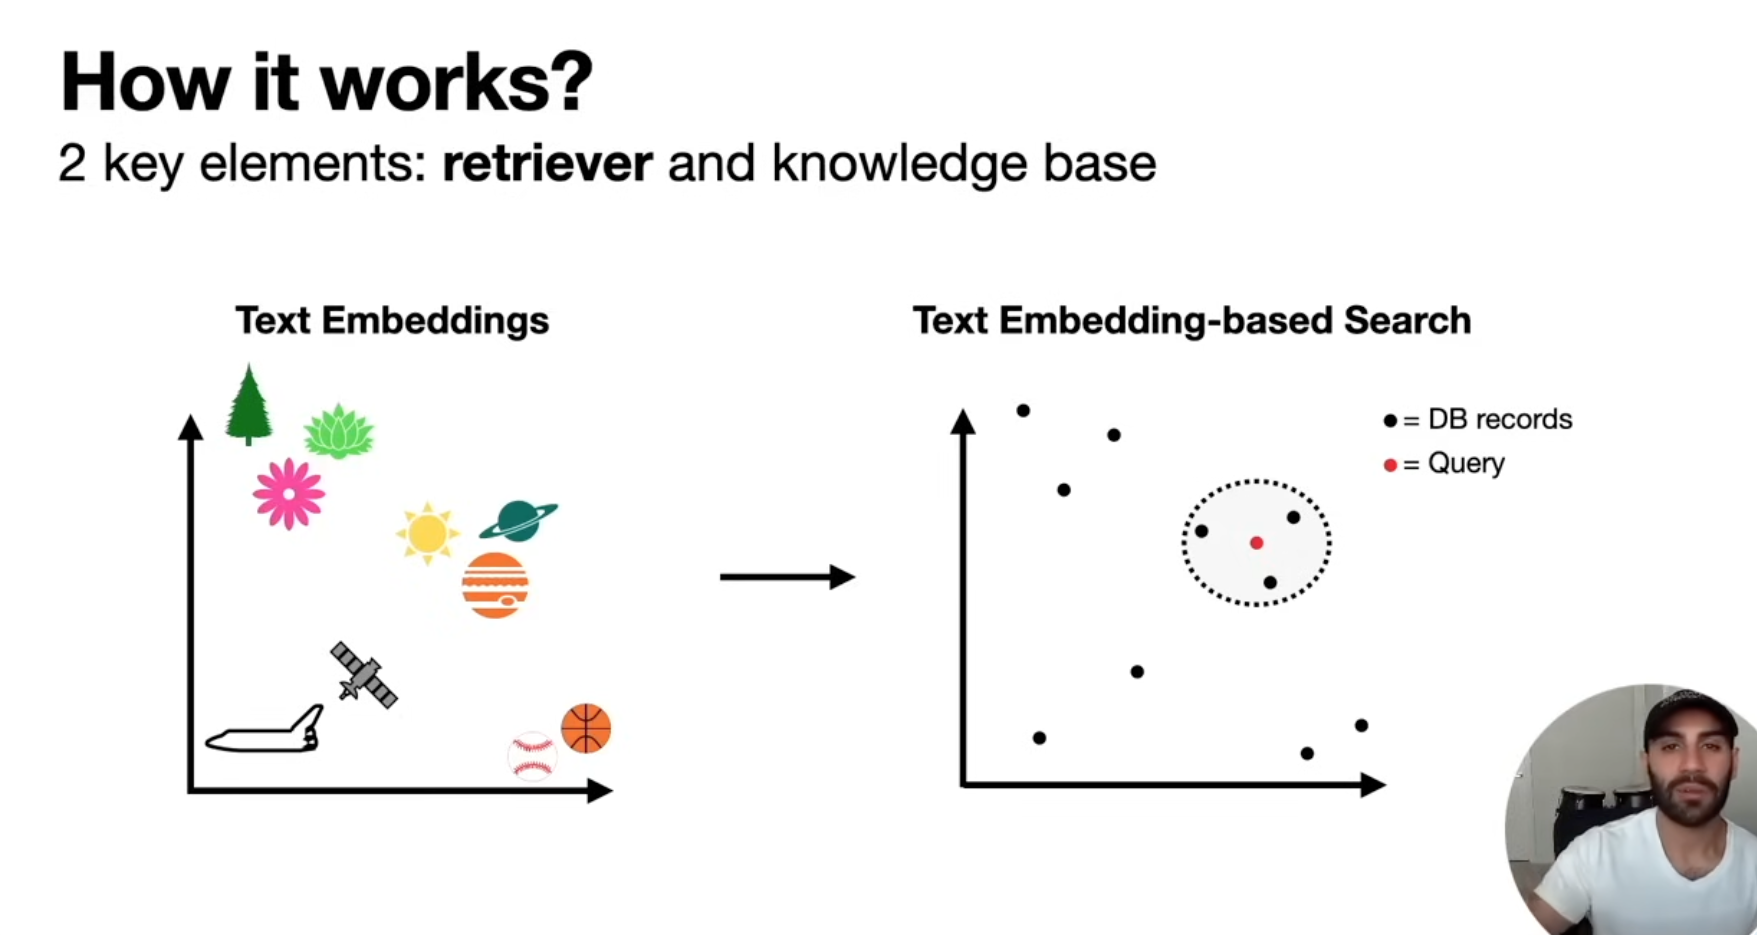 How it works?
2 key elements: retriever and knowledge base
Text Embeddings
Text Embedding-based Search
= DB records
= Query